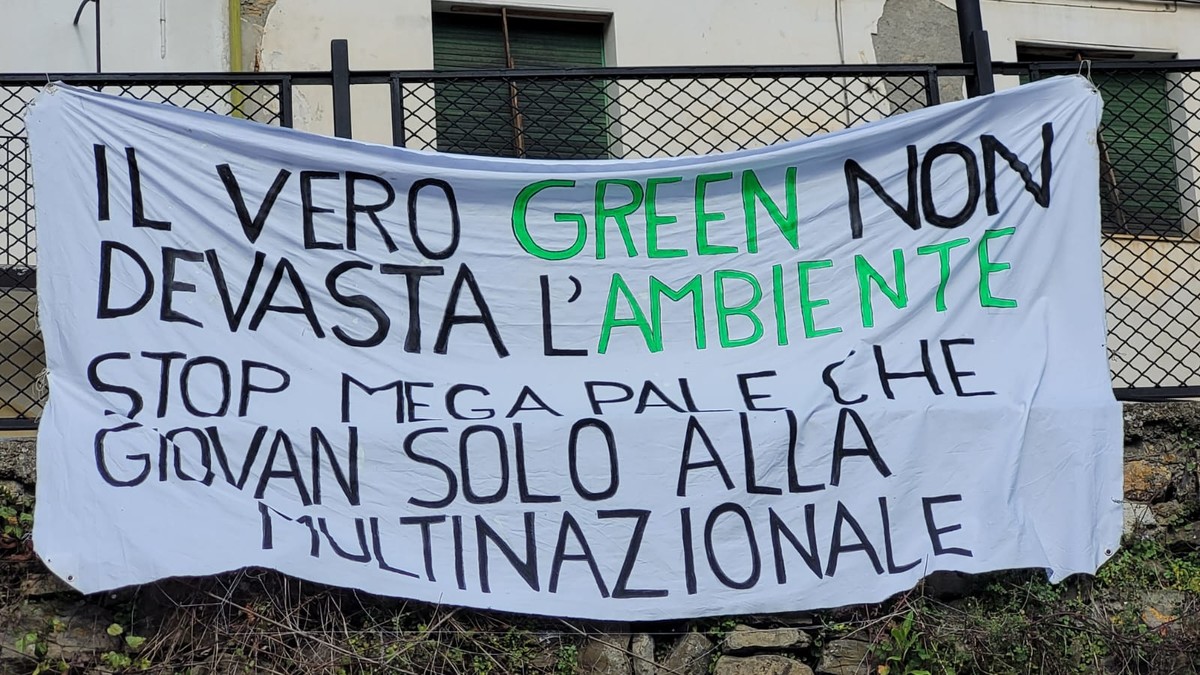 IL VERO GREEN NON
DEVASTA L'AMBIENTE
STOP MEGA PALE CHE
GIOVAN SOLO ALLA
MULTINAZIONALE